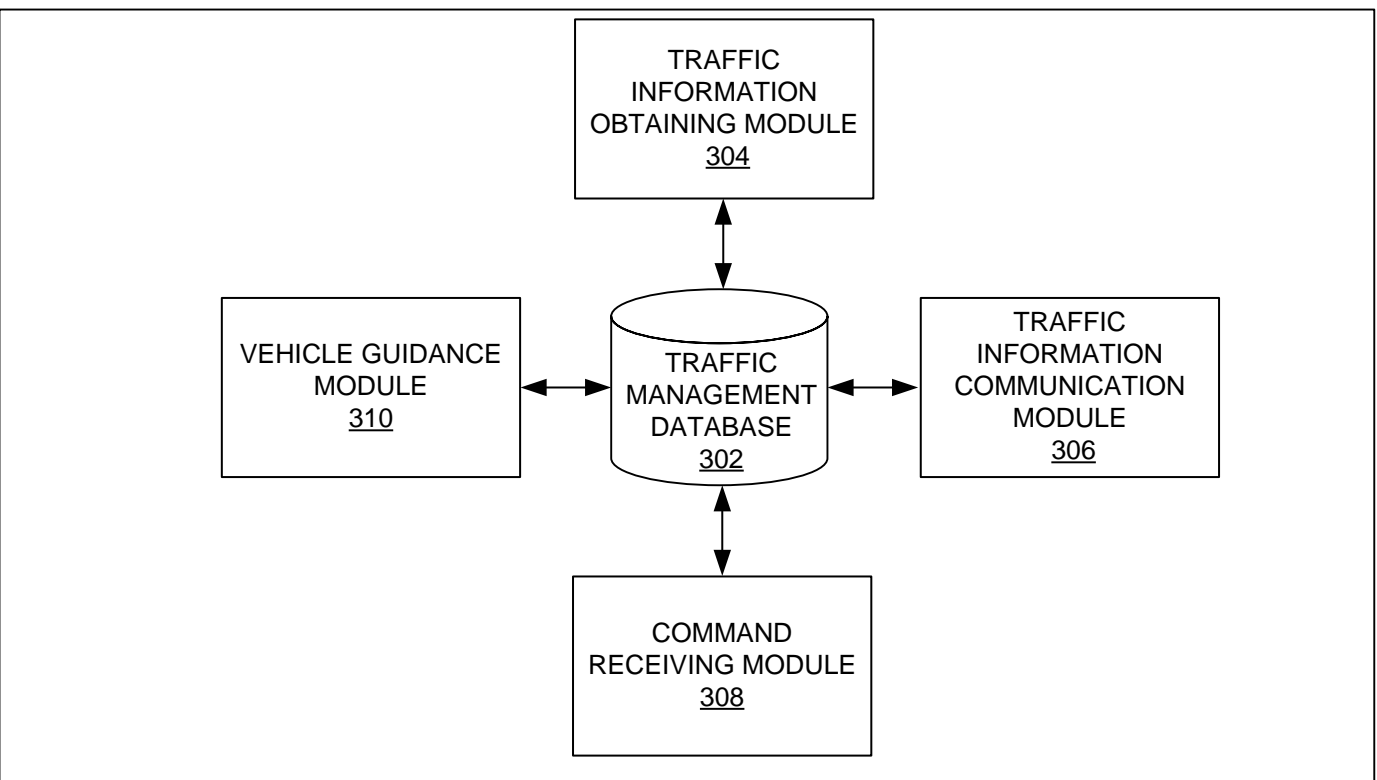 TRAFFIC
INFORMATION
OBTAINING MODULE
304
VEHICLE GUIDANCE
MODULE
310
TRAFFIC
MANAGEMENT
DATABASE
302
TRAFFIC
INFORMATION
COMMUNICATION
MODULE
306
COMMAND
RECEIVING MODULE
308